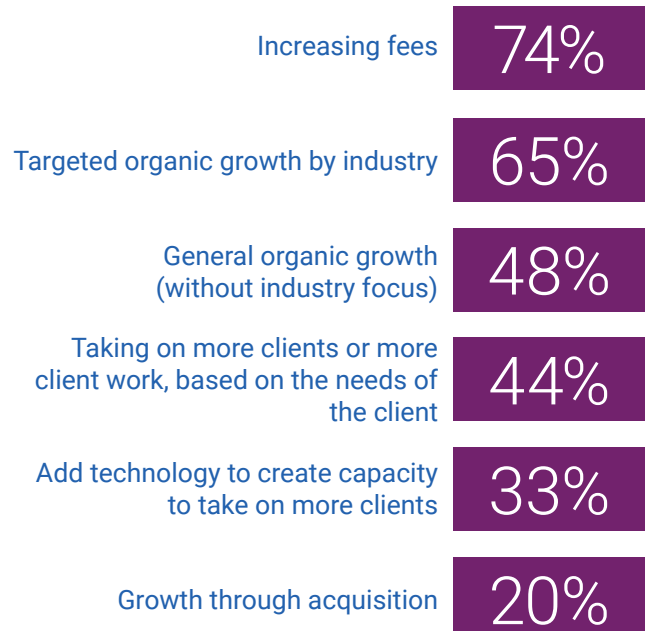 Increasing fees
74%
Targeted organic growth by industry
65%
General organic growth
(without industry focus)
48%
Taking on more clients or more
client work, based on the needs of
the client
44%
Add technology to create capacity
to take on more clients
33%
Growth through acquisition
20%